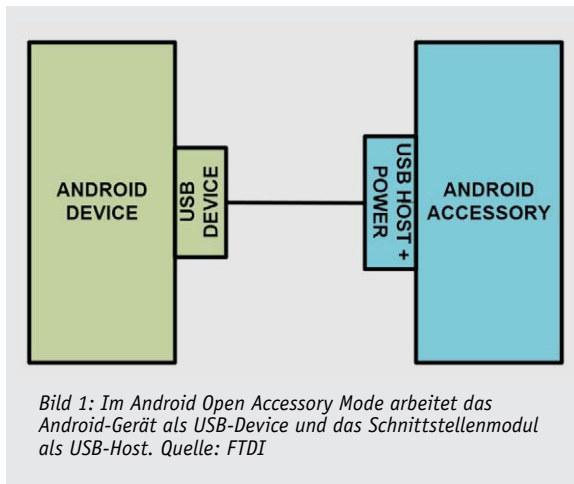 ANDROID
DEVICE
USB
DEVICE
USB HOST +
POWER
ANDROID
ACCESSORY
Bild 1: Im Android Open Accessory Mode arbeitet das
Android-Gerät als USB-Device und das Schnittstellenmodul
als USB-Host. Quelle: FTDI